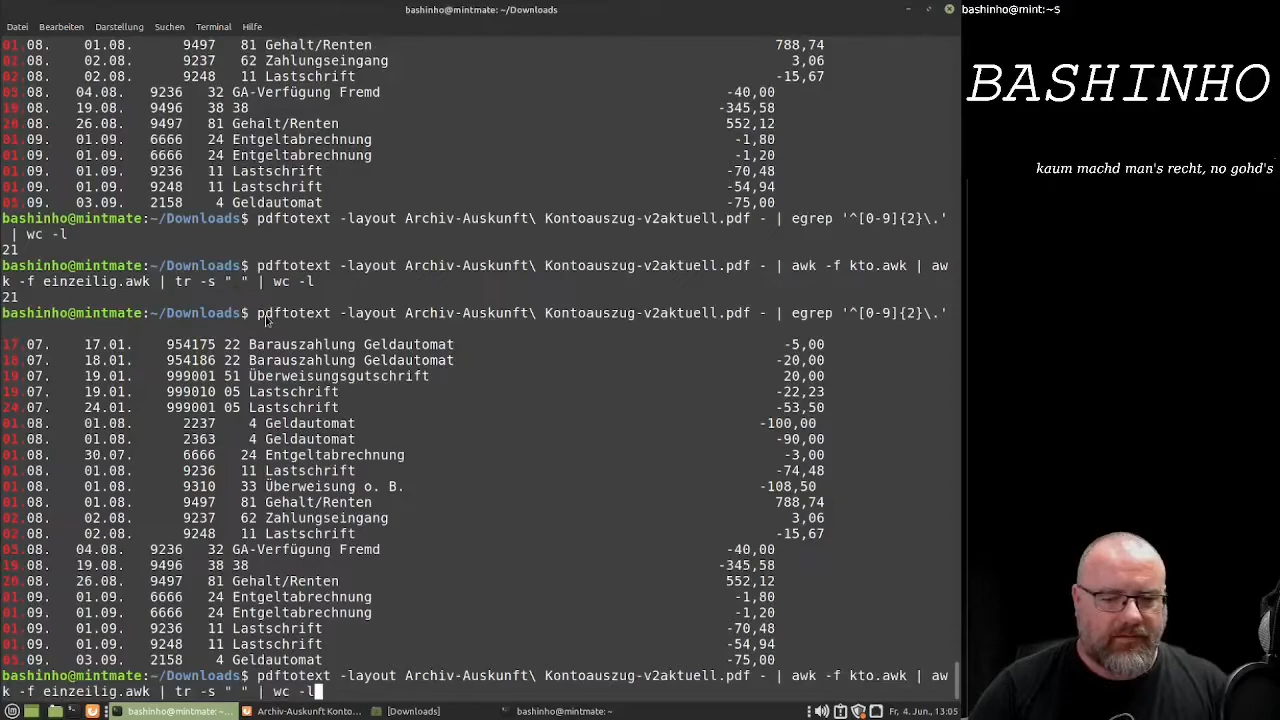 bashinho@mintmate: ~/Downloads
bashinho@mint:~$
Datei Bearbeiten Darstellung Suchen Terminal Hilfe
01.08. 01.08. 9497 81 Gehalt/Renten 788,74
02.08. 02.08. 9237 62 Zahlungseingang 3,06
02.08. 02.08. 9248 11 Lastschrift -15,67
05.08. 04.08. 9236 32 GA-Verfügung Fremd -40,00
19.08. 19.08. 9496 38 38 -345,58
26.08. 26.08. 9497 81 Gehalt/Renten 552,12
01.09. 01.09. 6666 24 Entgeltabrechnung -1,80
01.09. 01.09. 6666 24 Entgeltabrechnung -1,20
01.09. 01.09. 9236 11 Lastschrift -70,48
01.09. 01.09. 9248 11 Lastschrift -54,94
05.09. 03.09. 2158 4 Geldautomat -75,00
bashinho@mintmate:~/Downloads$ pdftotext -layout Archiv-Auskunft\ Kontoauszug-v2aktuell.pdf - | egrep '^[0-9]{2}\.'
| wc -l
21
bashinho@mintmate:~/Downloads$ pdftotext -layout Archiv-Auskunft\ Kontoauszug-v2aktuell.pdf - | awk -f kto.awk | aw
k -f einzeilig.awk | tr -s " " | wc -l
21
bashinho@mintmate:~/Downloads$ pdftotext -layout Archiv-Auskunft\ Kontoauszug-v2aktuell.pdf - | egrep '^[0-9]{2}\.'
17.07. 17.01. 954175 22 Barauszahlung Geldautomat -5,00
18.07. 18.01. 954186 22 Barauszahlung Geldautomat -20,00
19.07. 19.01. 999001 51 Überweisungsgutschrift 20,00
19.07. 19.01. 999010 05 Lastschrift -22,23
24.07. 24.01. 999001 05 Lastschrift -53,50
01.08. 01.08. 2237 4 Geldautomat -100,00
01.08. 01.08. 2363 4 Geldautomat -90,00
01.08. 30.07. 6666 24 Entgeltabrechnung -3,00
01.08. 01.08. 9236 11 Lastschrift -74,48
01.08. 01.08. 9310 33 Überweisung o. B. -108,50
01.08. 01.08. 9497 81 Gehalt/Renten 788,74
02.08. 02.08. 9237 62 Zahlungseingang 3,06
02.08. 02.08. 9248 11 Lastschrift -15,67
05.08. 04.08. 9236 32 GA-Verfügung Fremd -40,00
19.08. 19.08. 9496 38 38 -345,58
26.08. 26.08. 9497 81 Gehalt/Renten 552,12
01.09. 01.09. 6666 24 Entgeltabrechnung -1,80
01.09. 01.09. 6666 24 Entgeltabrechnung -1,20
01.09. 01.09. 9236 11 Lastschrift -70,48
01.09. 01.09. 9248 11 Lastschrift -54,94
05.09. 03.09. 2158 4 Geldautomat -75,00
bashinho@mintmate:~/Downloads$ pdftotext -layout Archiv-Auskunft\ Kontoauszug-v2aktuell.pdf - | awk -f kto.awk | aw
k -f einzeilig.awk | tr -s " " | wc -l
bashinho@mintmate: ~... Archiv-Auskunft Konto... [Downloads] bashinho@mintmate: ~ Fr, 4. Jun., 13:05
BASHINHO
kaum machd man's recht, no gohd's